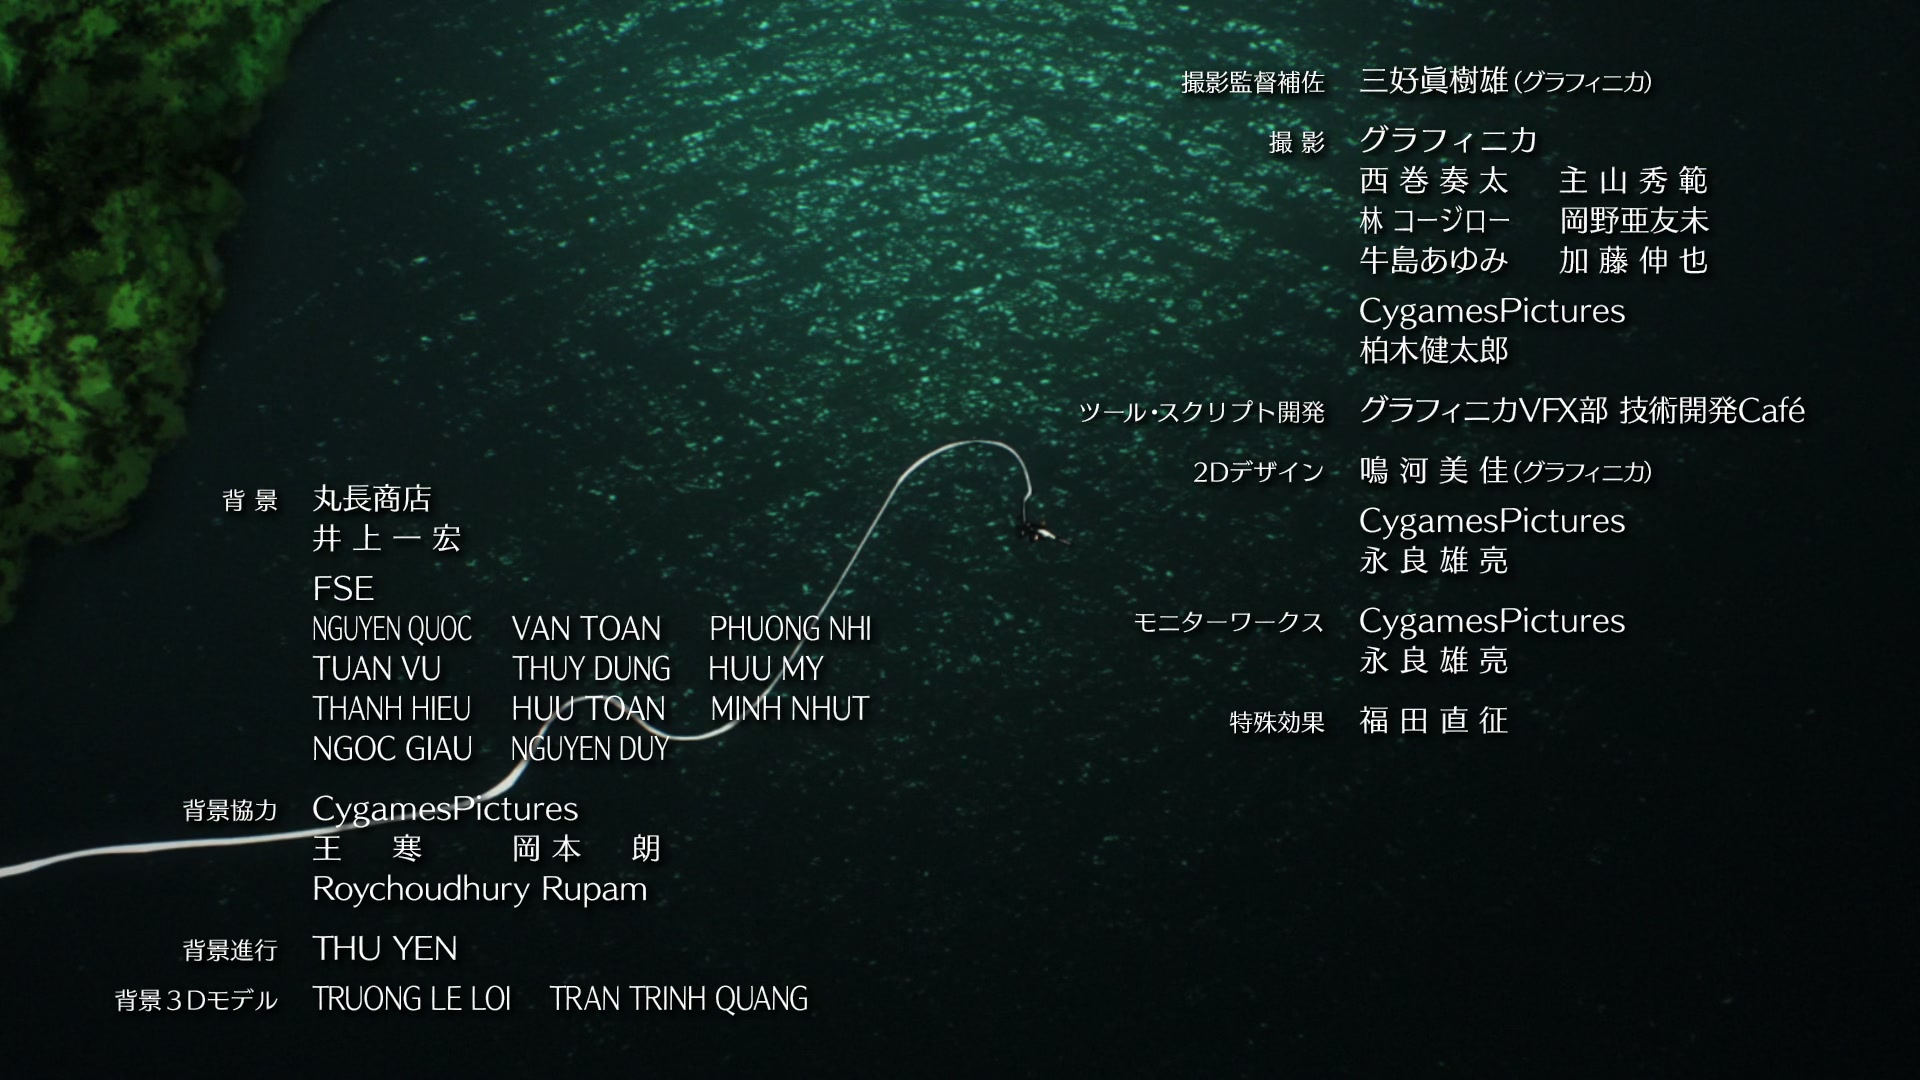 背景 丸長商店
井上一宏
FSE
NGUYEN QUOC VAN TOAN PHUONG NHI
TUAN VU THUY DUNG HUU MY
THANH HIEU HUU TOAN MINH NHUT
NGOC GIAU NGUYEN DUY
背景協力 CygamesPictures
王 寒 岡本 朗
Roychoudhury Rupam
背景進行 THU YEN
背景3Dモデル TRUONG LE LOI TRAN TRINH QUANG
撮影監督補佐 三好眞樹雄(グラフィニカ)
撮影 グラフィニカ
西巻奏太 主山秀範
林コージロー 岡野亜友未
牛島あゆみ 加藤伸也
CygamesPictures
柏木健太郎
ツール・スクリプト開発 グラフィニカVFX部 技術開発Café
2Dデザイン 鳴河美佳(グラフィニカ)
CygamesPictures
永良雄亮
モニターワークス CygamesPictures
永良雄亮
特殊効果 福田直征